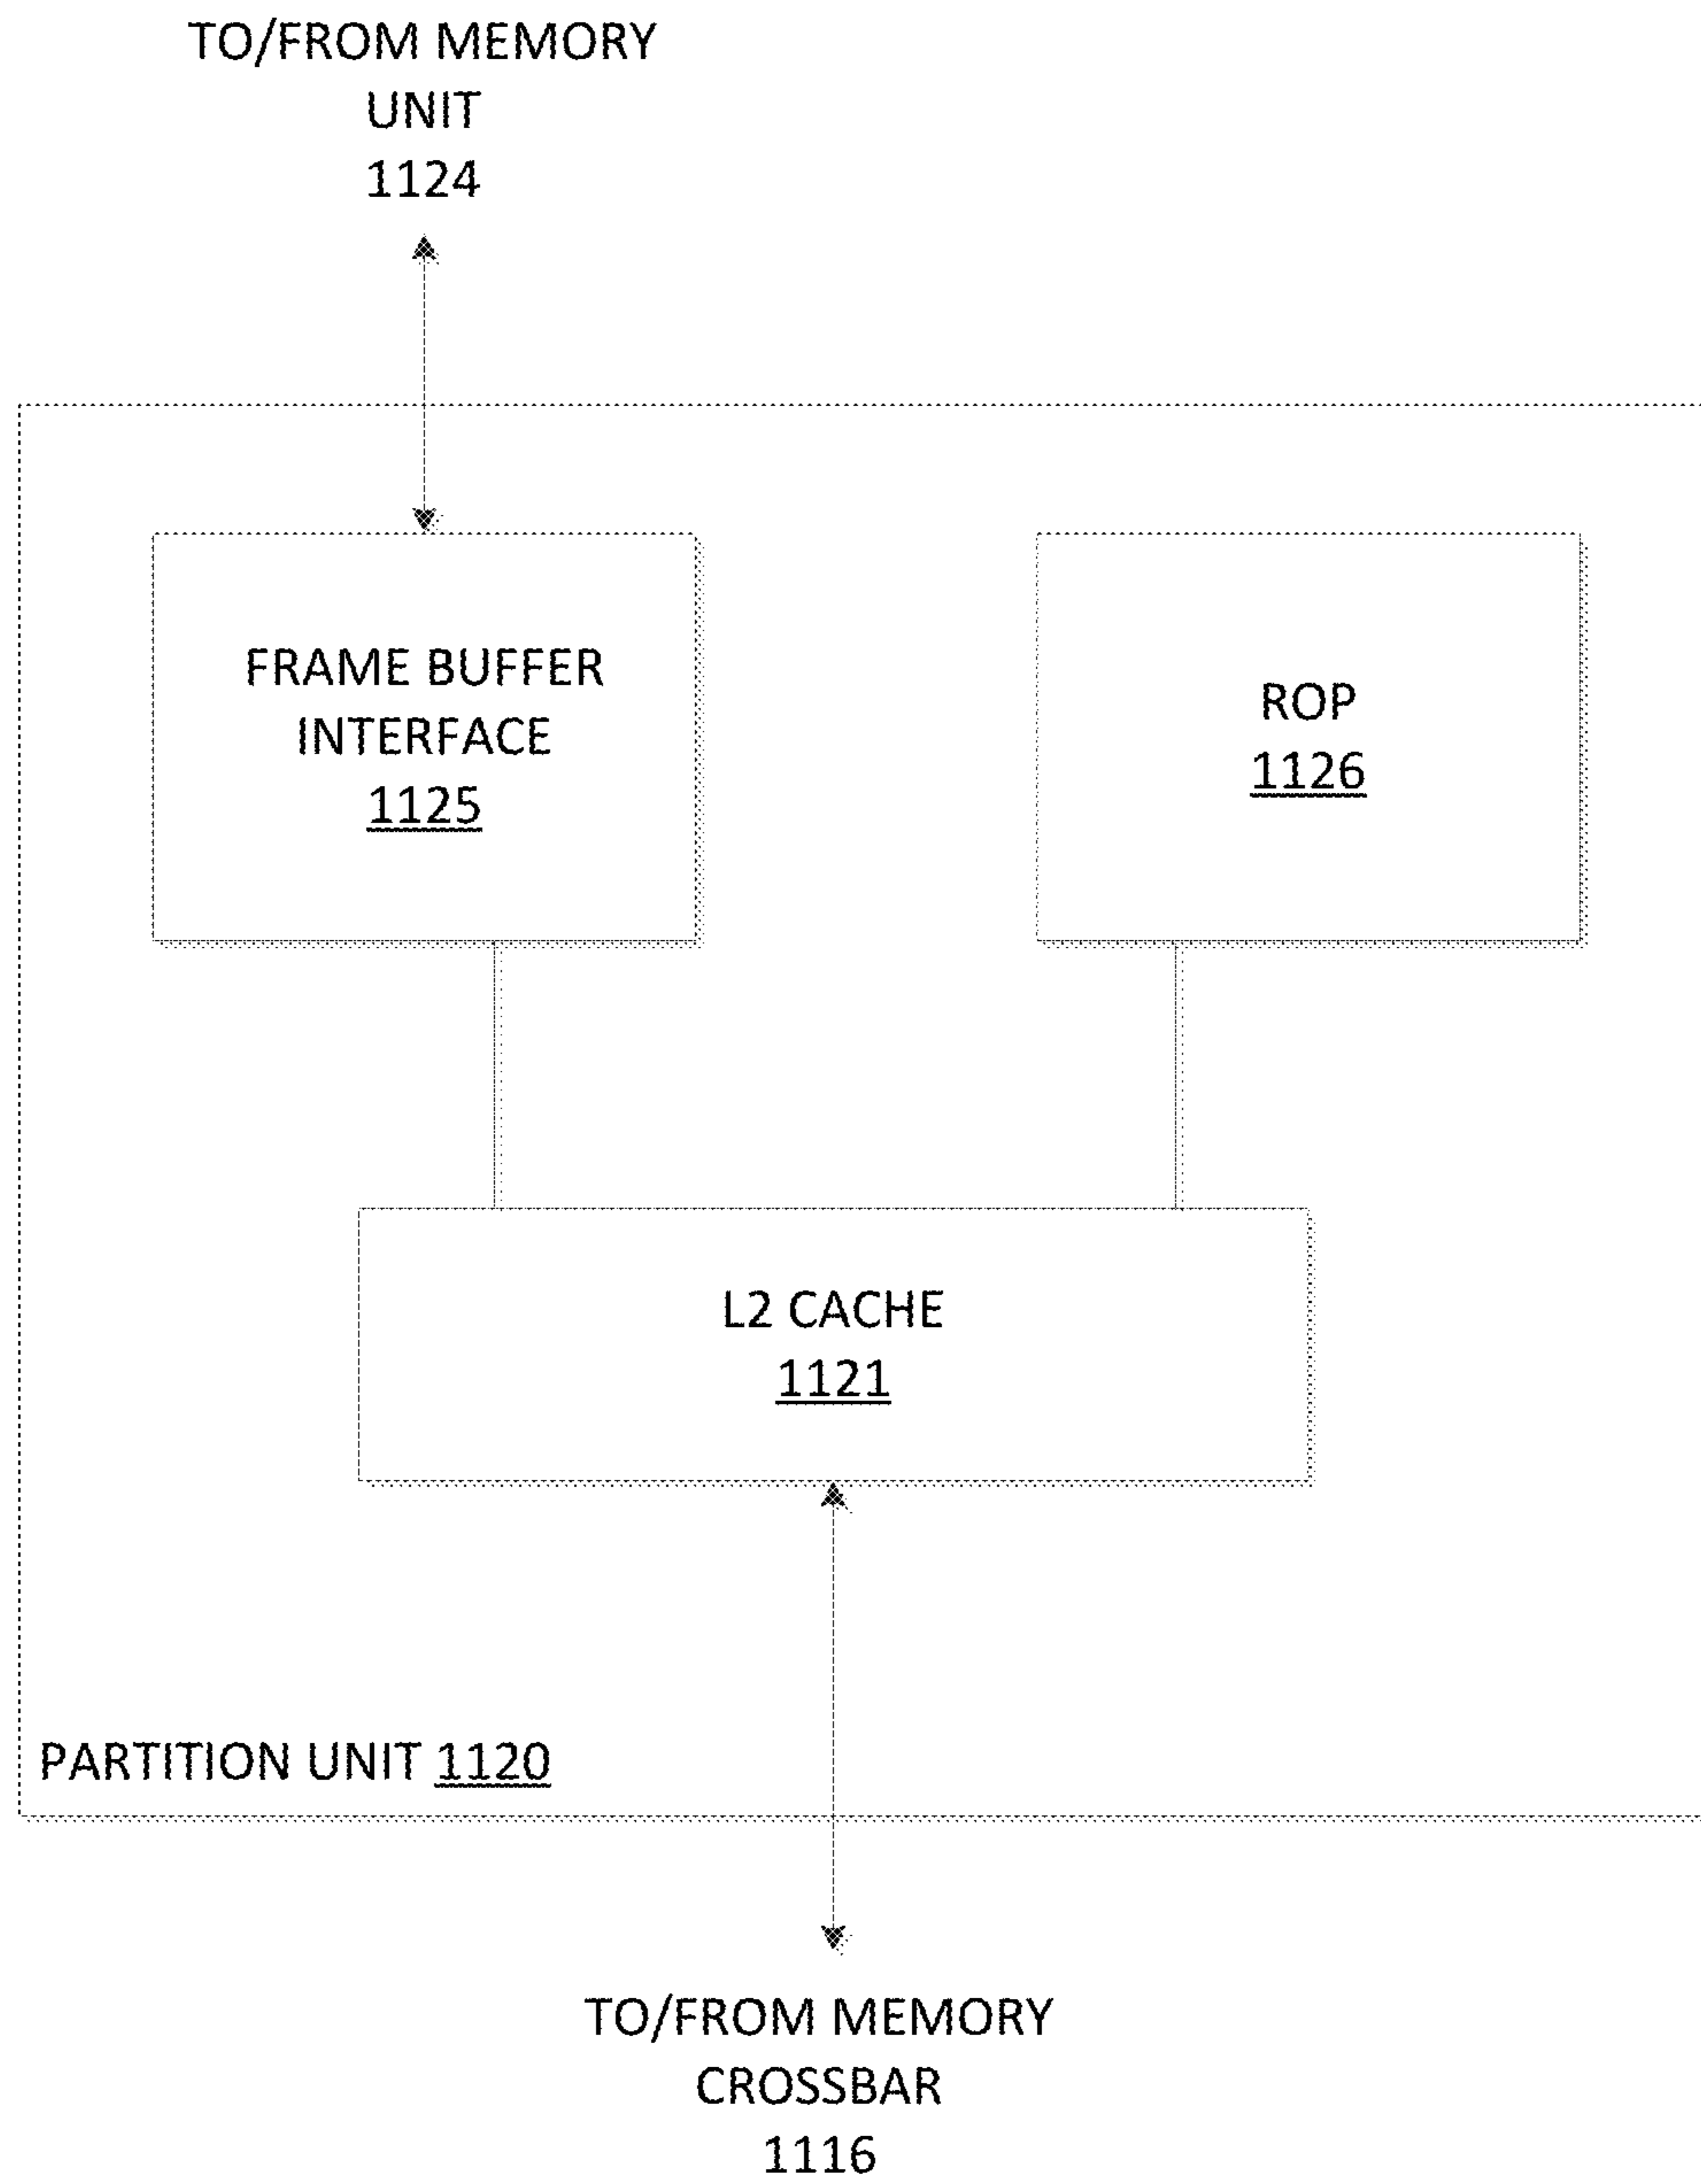 TO/FROM MEMORY
UNIT
1124
FRAME BUFFER
INTERFACE
1125
ROP
1126
L2 CACHE
1121
PARTITION UNIT 1120
TO/FROM MEMORY
CROSSBAR
1116